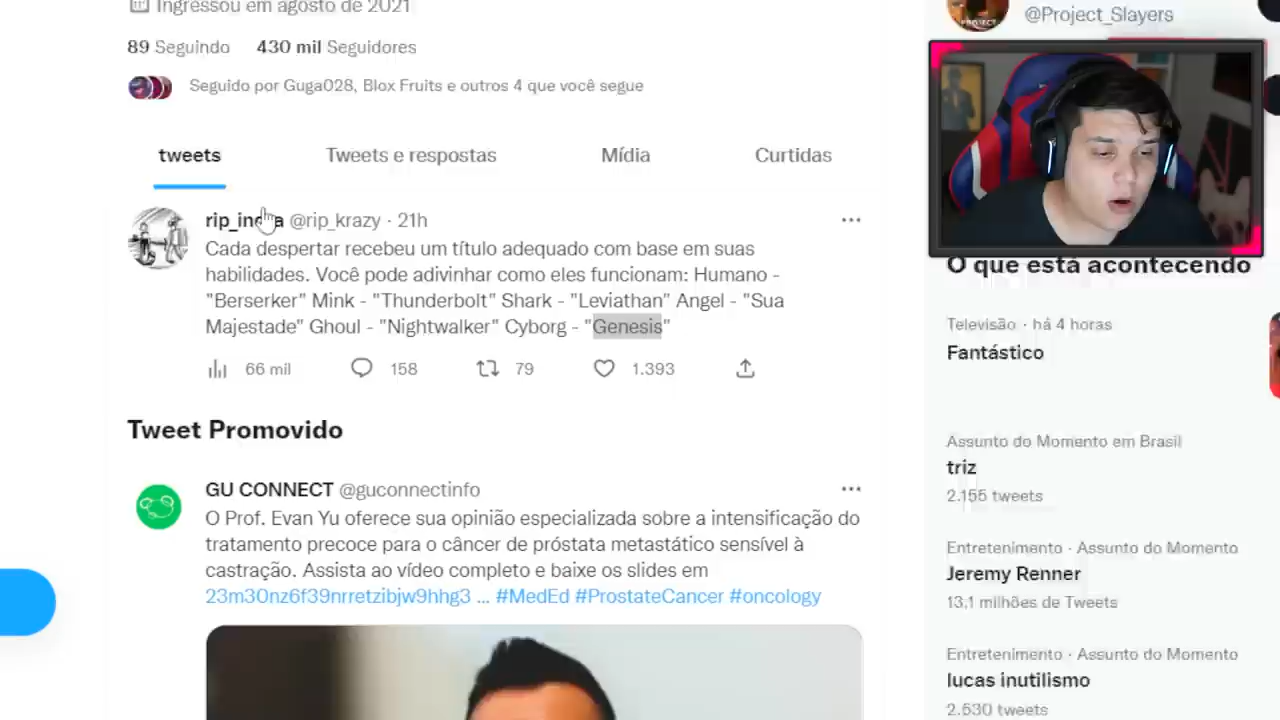 Ingressou em agosto de 2021
89 Seguindo 430 mil Seguidores
Seguido por Guga028, Blox Fruits e outros 4 que você segue
tweets Tweets e respostas Mídia Curtidas
rip_indra @rip_krazy · 21h
Cada despertar recebeu um título adequado com base em suas
habilidades. Você pode adivinhar como eles funcionam: Humano -
"Berserker" Mink - "Thunderbolt" Shark - "Leviathan" Angel - "Sua
Majestade" Ghoul - "Nightwalker" Cyborg - "Genesis"
66 mil 158 79 1.393
Tweet Promovido
GU CONNECT @guconnectinfo
O Prof. Evan Yu oferece sua opinião especializada sobre a intensificação do
tratamento precoce para o câncer de próstata metastático sensível à
castração. Assista ao vídeo completo e baixe os slides em
23m30nz6f39nrretzibjw9hhg3 ... #MedEd #ProstateCancer #oncology
@Project_Slayers
O que está acontecendo
Televisão · há 4 horas
Fantástico
Assunto do Momento em Brasil
triz
2.155 tweets
Entretenimento · Assunto do Momento
Jeremy Renner
13,1 milhões de Tweets
Entretenimento · Assunto do Momento
lucas inutilismo
2.530 tweets